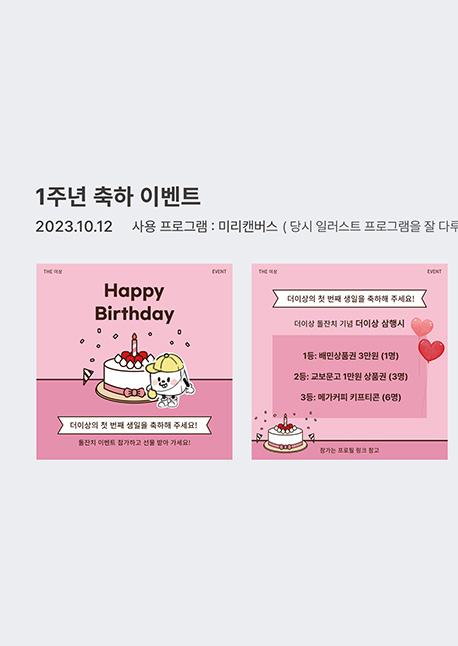 1주년 축하 이벤트
2023.10.12 사용 프로그램 : 미리캔버스 ( 당시 일러스트 프로그램을 잘 다루
THE 이상 EVENT
Happy
Birthday
더이상의 첫 번째 생일을 축하해 주세요!
돌잔치 이벤트 참가하고 선물 받아 가세요!
THE 이상 EVENT
더이상의 첫 번째 생일을 축하해 주세요!
더이상 돌잔치 기념 더이상 삼행시
1등: 배민상품권 3만원 (1명)
2등: 교보문고 1만원 상품권 (3명)
3등: 메가커피 키프티콘 (6명)
참가는 프로필 링크 참고